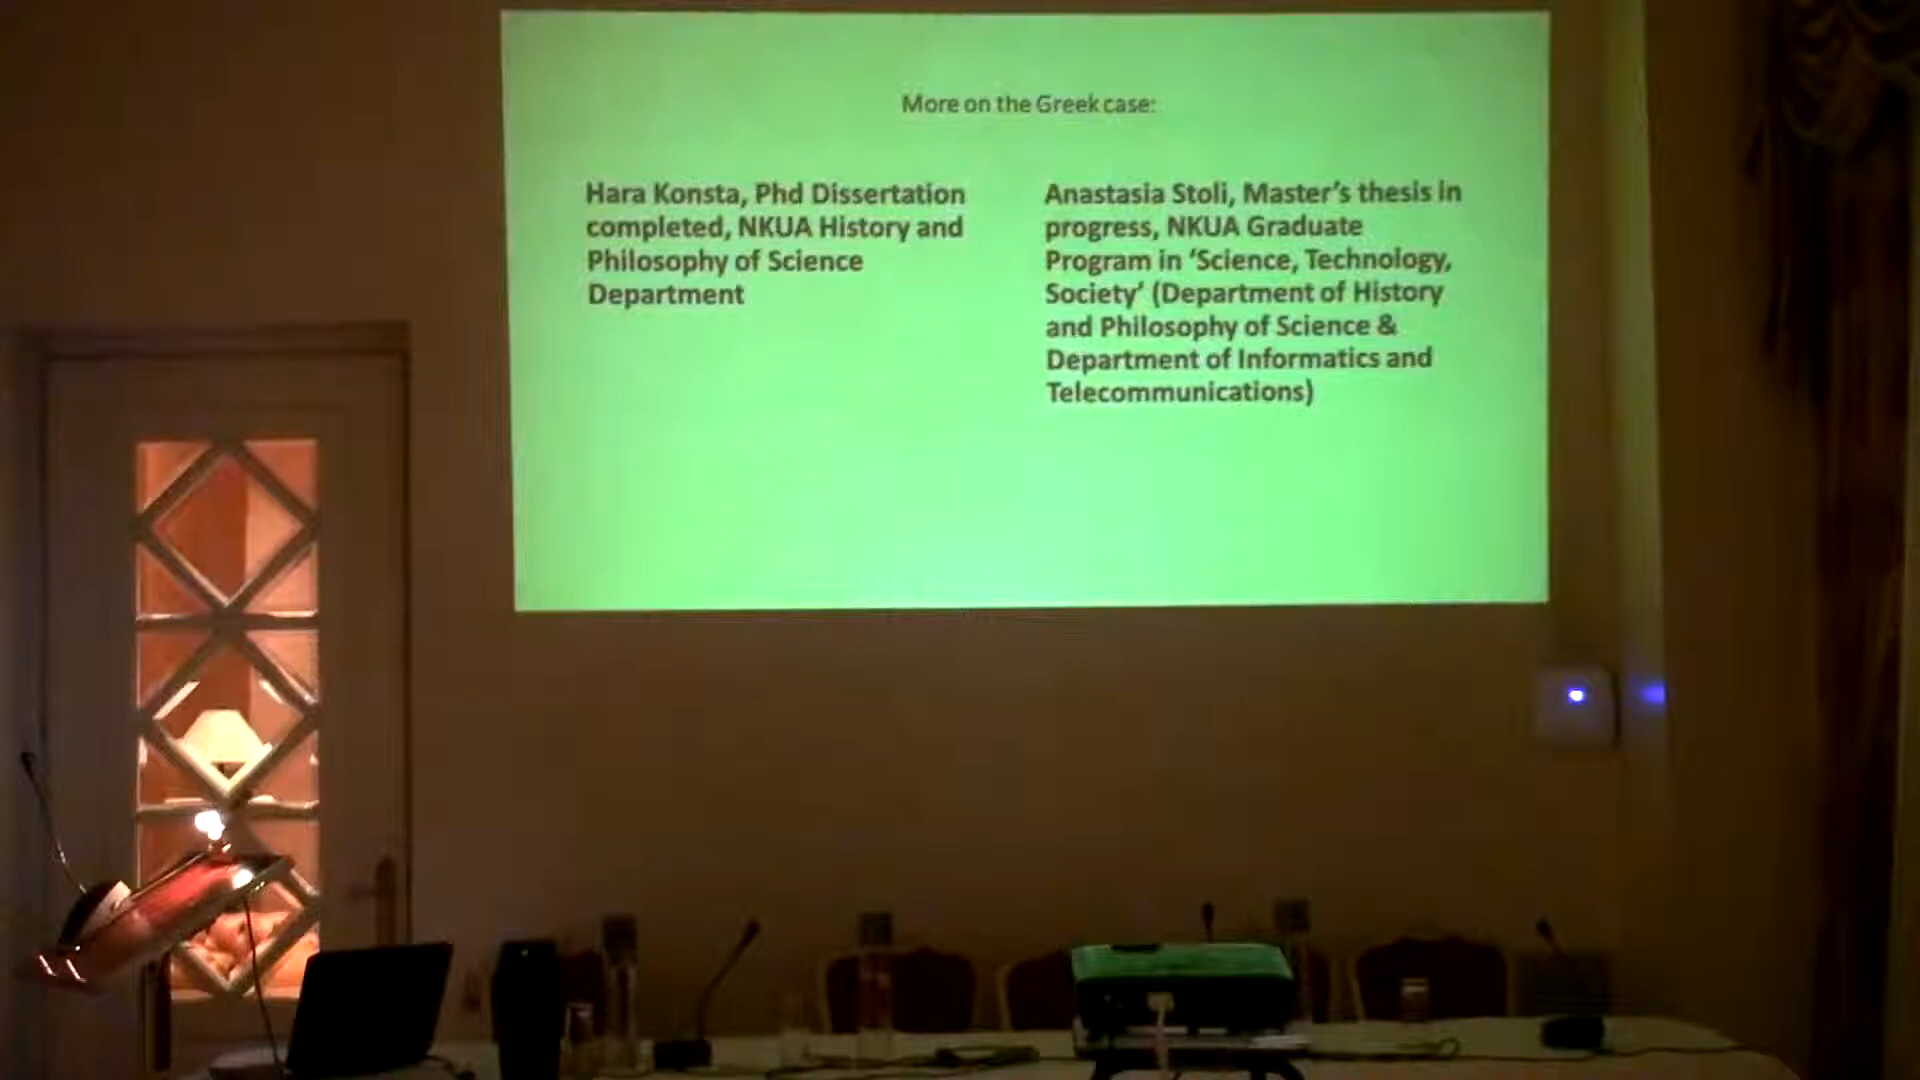 More on the Greek case:
Hara Konsta, Phd Dissertation
completed, NKUA History and
Philosophy of Science
Department
Anastasia Stoli, Master's thesis in
progress, NKUA Graduate
Program in ‘Science, Technology,
Society’ (Department of History
and Philosophy of Science &
Department of Informatics and
Telecommunications)